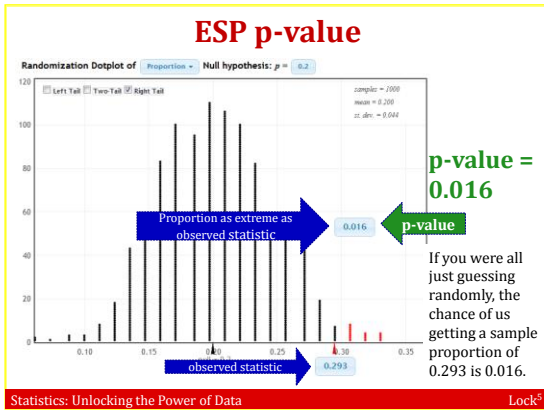 ESP p-value
Randomization Dotplot of Proportion Null hypothesis: p = 0.2
Left Tail Two-Tail Right Tail
samples = 1000
mean = 0.200
st. dev. = 0.044
120
100
80
60
40
20
0
0.10
0.15
0.20
0.25
0.30
0.35
Proportion as extreme as
observed statistic
0.016
p-value
observed statistic
0.293
p-value =
0.016
If you were all
just guessing
randomly, the
chance of us
getting a sample
proportion of
0.293 is 0.016.
Statistics: Unlocking the Power of Data
Lock5